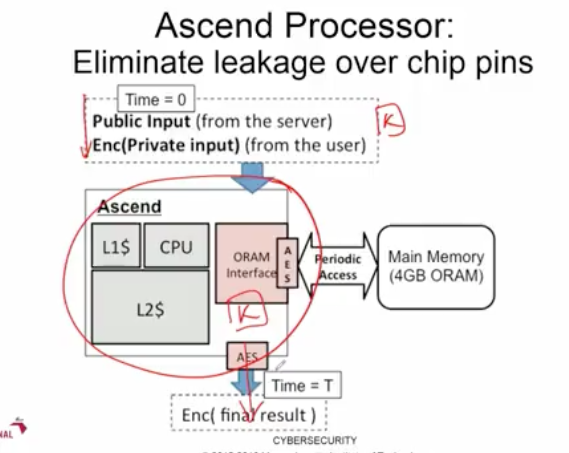 Ascend Processor:
Eliminate leakage over chip pins
Time = 0
Public Input (from the server)
Enc(Private input) (from the user)
K
Ascend
L1$
CPU
ORAM
Interface
AES
Periodic
Access
Main Memory
(4GB ORAM)
L2$
K
AES
Time = T
Enc( final result )
NAL
CYBERSECURITY